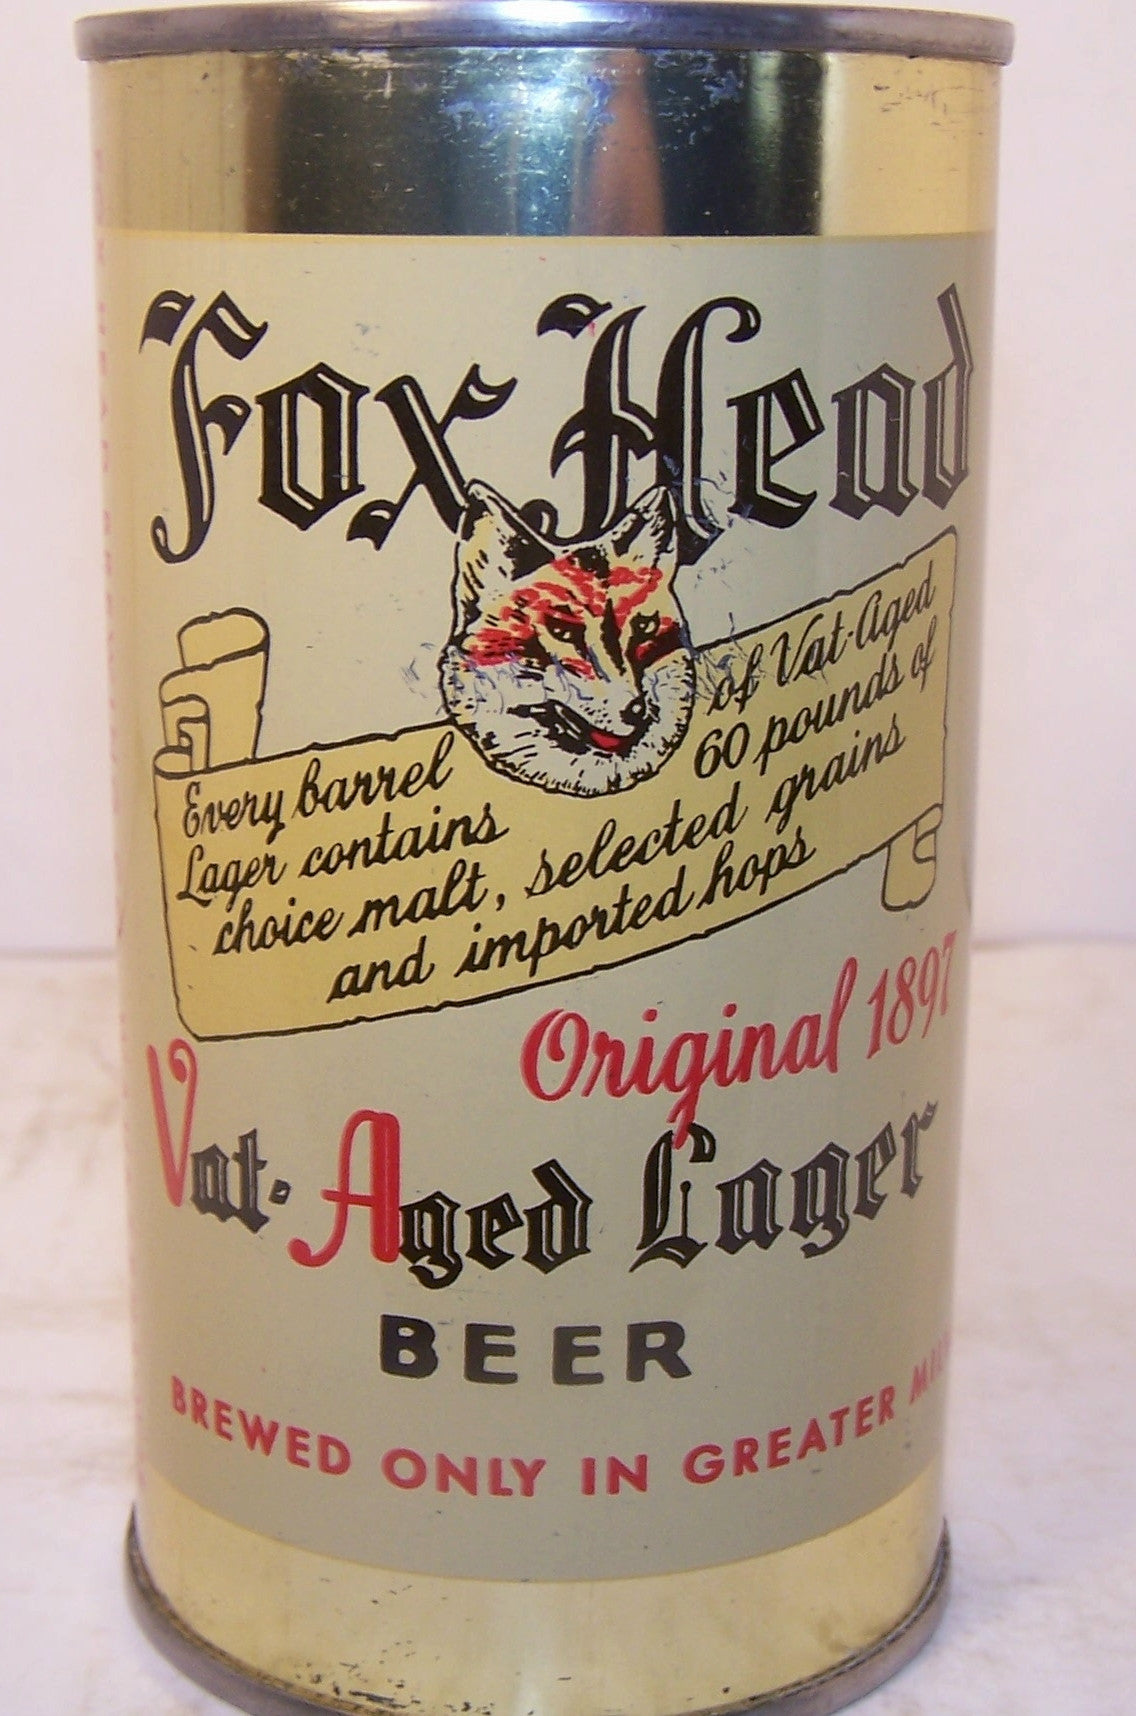 Fox Head
Every barrel of Vat-Aged
Lager contains 60 pounds of
choice malt, selected grains
and imported hops
Original 1897
Vat-Aged Lager
BEER
BREWED ONLY IN GREATER